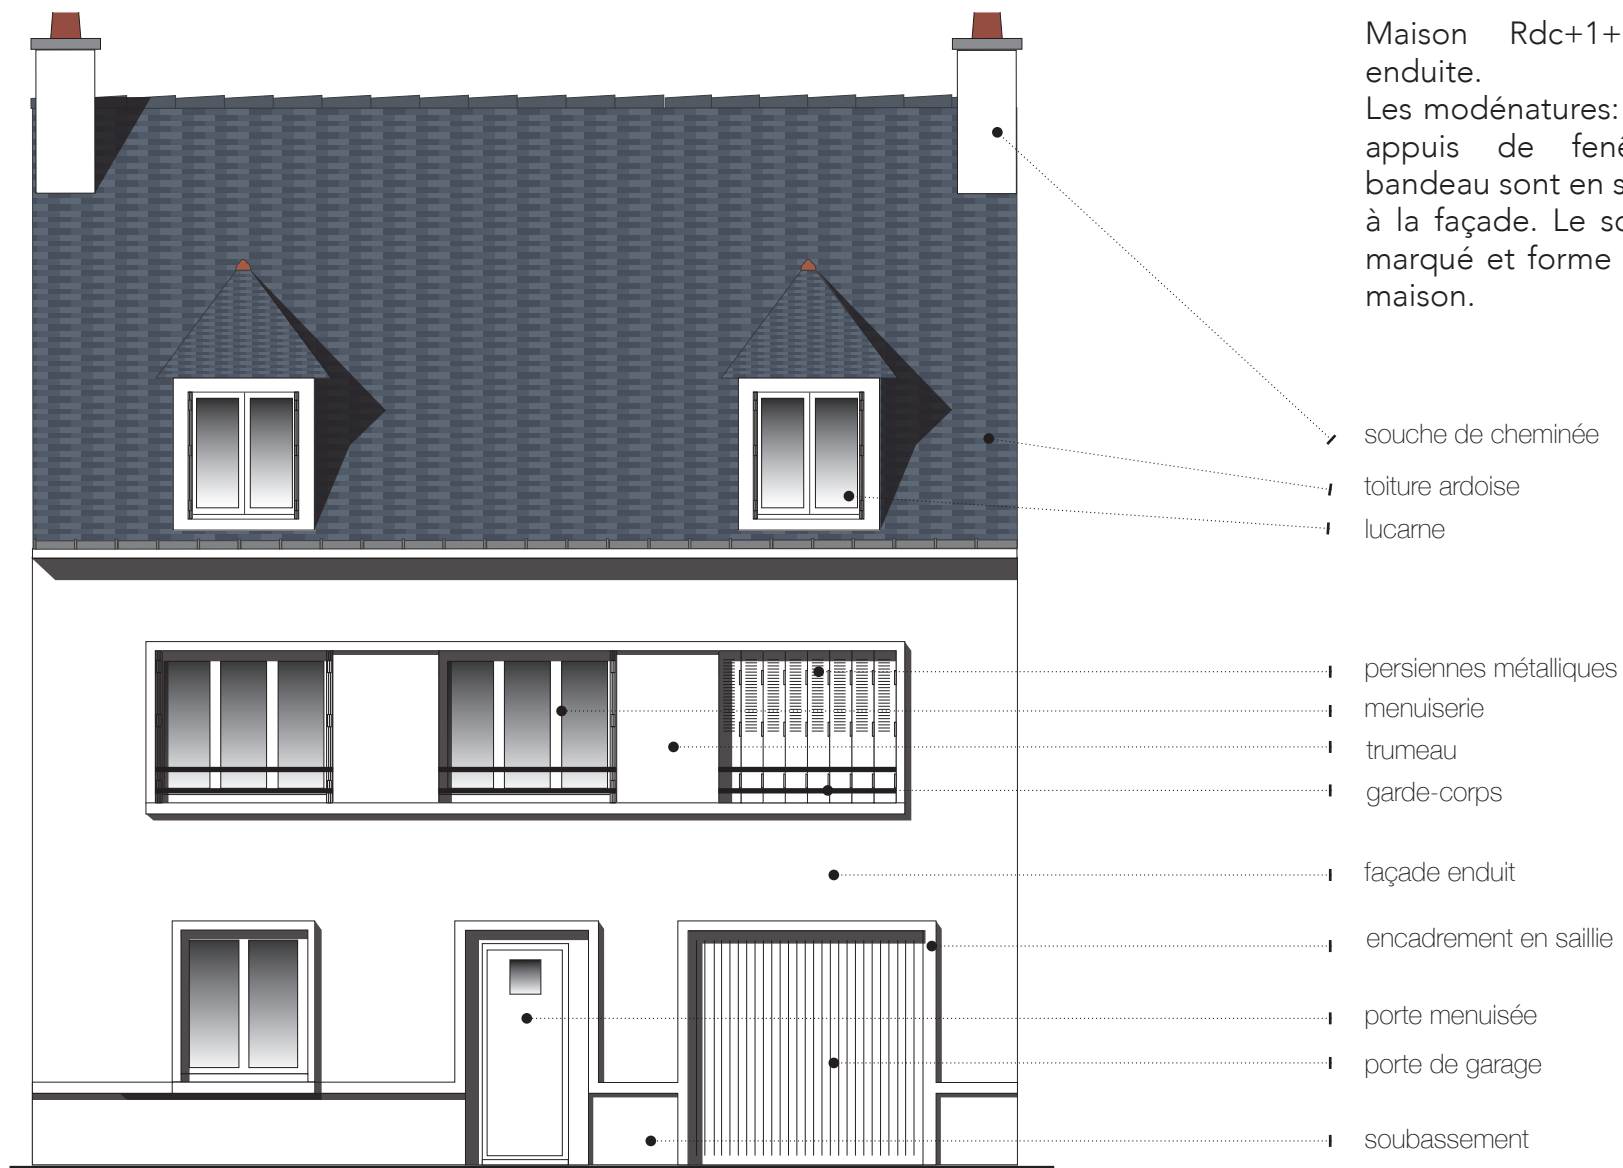 Maison Rdc+1+
enduite.
Les modénatures:
appuis de
bandeau sont en
à la façade. Le
marqué et forme
maison.
souche de cheminée
toiture ardoise
lucarne
persiennes métalliques
menuiserie
trumeau
garde-corps
façade enduit
encadrement en saillie
porte menuisée
porte de garage
soubassement